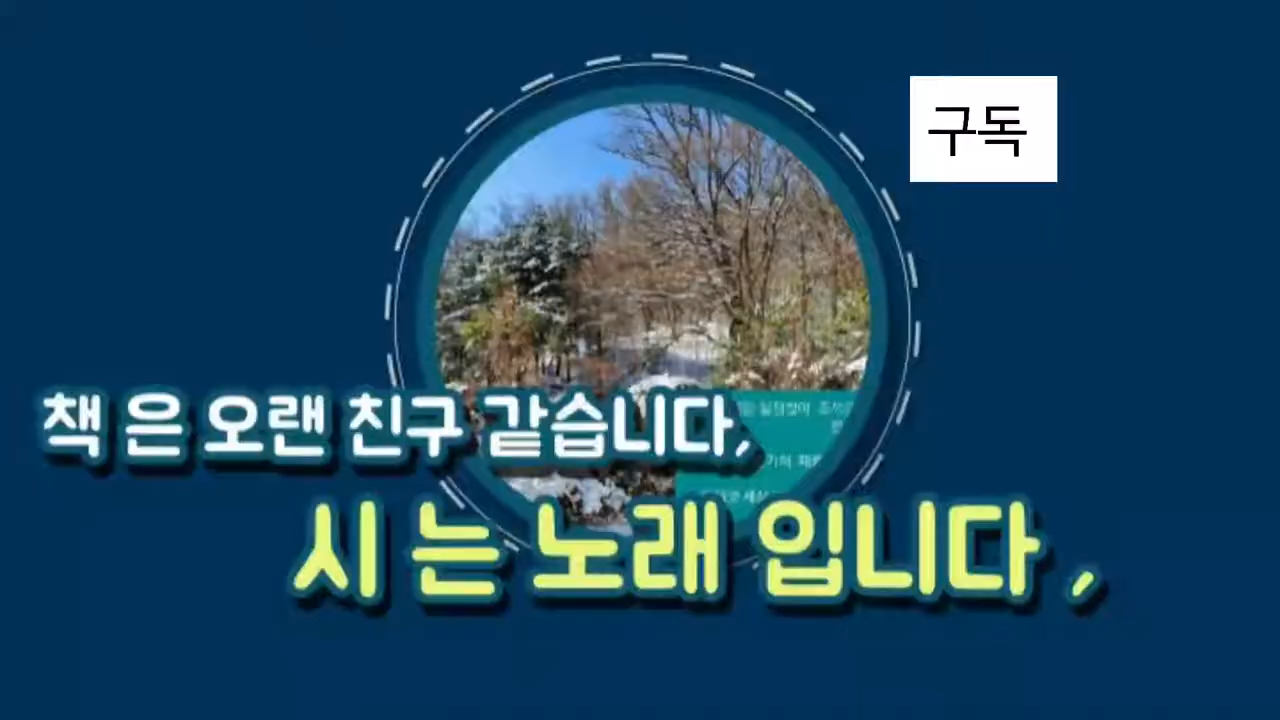 구독
책 은 오랜 친구 같습니다,
시 는 노래 입니다 ,